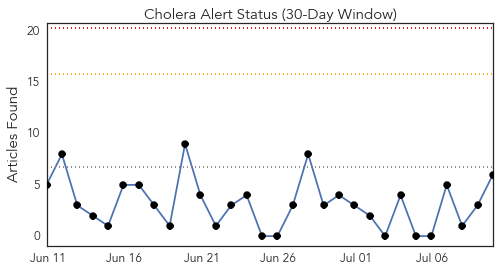 Cholera Alert Status (30-Day Window)
Articles Found
20
15
10
5
0
Jun 11
Jun 16
Jun 21
Jun 26
Jul 01
Jul 06